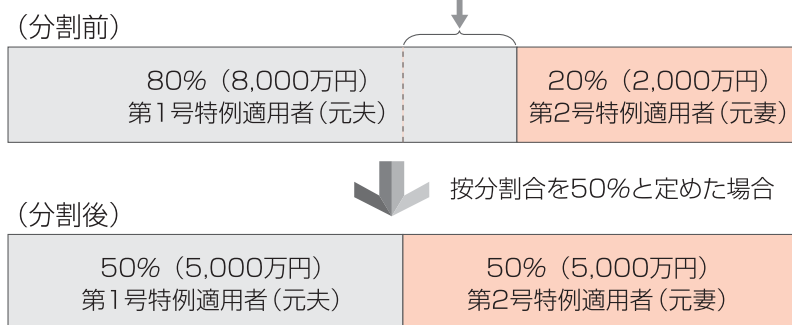 （分割前）
80%（8,000万円）
第1号特例適用者（元夫）
20%（2,000万円）
第2号特例適用者（元妻）
按分割合を50%と定めた場合
（分割後）
50%（5,000万円）
第1号特例適用者（元夫）
50%（5,000万円）
第2号特例適用者（元妻）